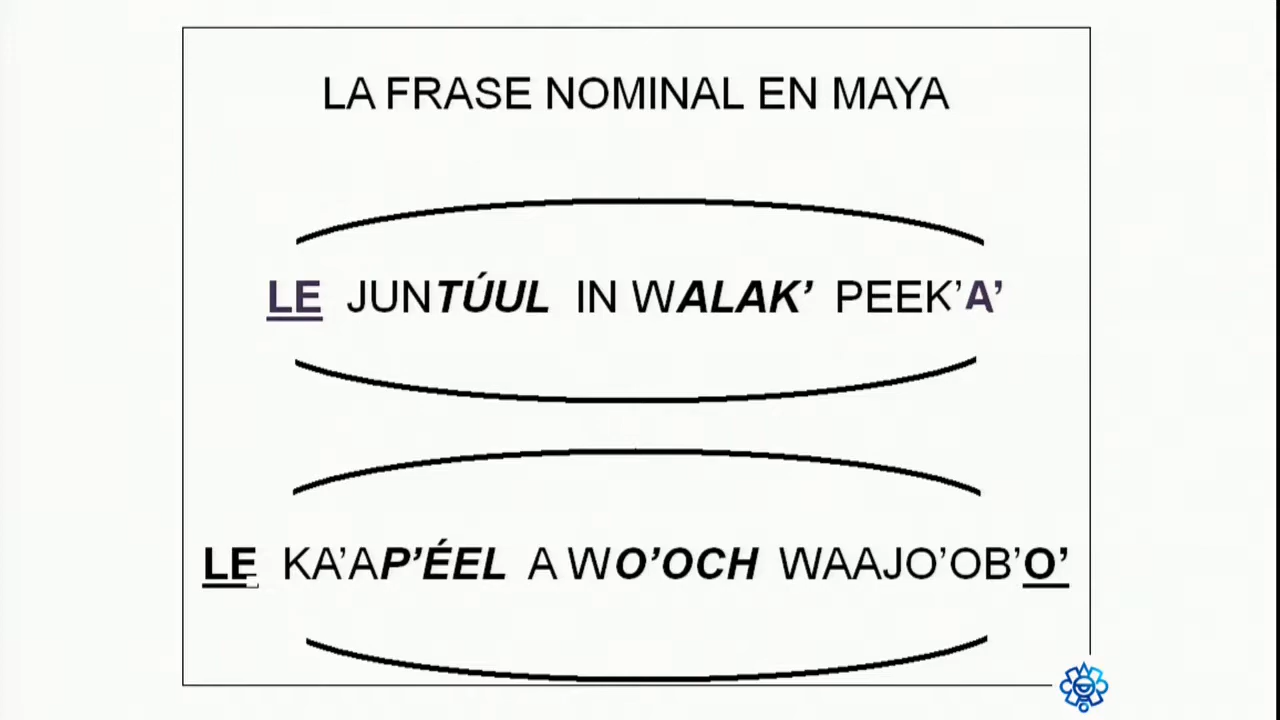 LA FRASE NOMINAL EN MAYA
LE JUNTÚUL IN WALAK’ PEEK’A’
LE KA’AP’ÉEL A WO’OCH WAAJO’OB’O’